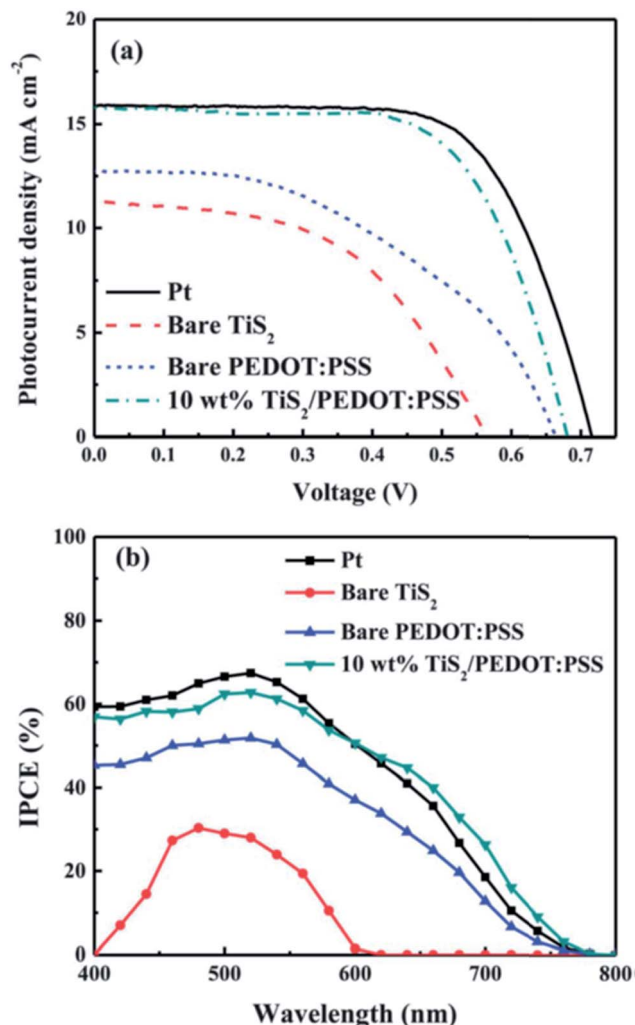 (a)
20
15
10
5
0
Photocurrent density (mA cm⁻²)
Pt
Bare TiS₂
Bare PEDOT:PSS
10 wt% TiS₂/PEDOT:PSS
0.0 0.1 0.2 0.3 0.4 0.5 0.6 0.7
Voltage (V)
(b)
100
80
60
40
20
0
IPCE (%)
Pt
Bare TiS₂
Bare PEDOT:PSS
10 wt% TiS₂/PEDOT:PSS
400 500 600 700 800
Wavelength (nm)